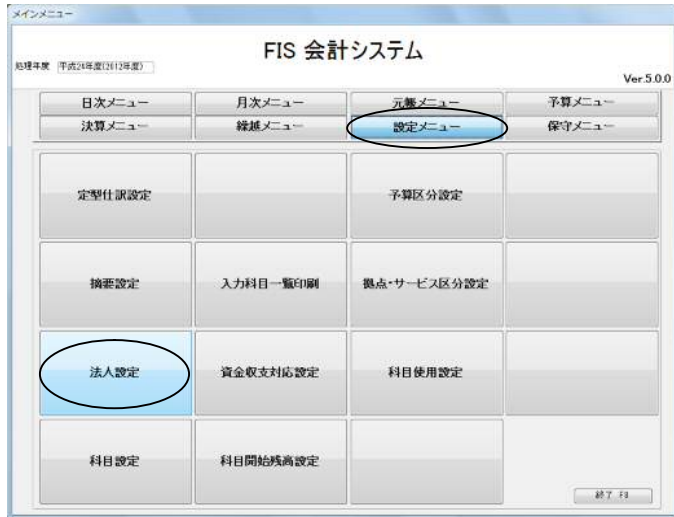 メインメニュー
FIS 会計システム
処理年度 平成24年度(2012年度)
Ver.5.0.0
日次メニュー 月次メニュー 元帳メニュー 予算メニュー
決算メニュー 繰越メニュー 設定メニュー 保守メニュー
定型仕訳設定 予算区分設定
摘要設定 入力科目一覧印刷 拠点・サービス区分設定
法人設定 資金収支対応設定 科目使用設定
科目設定 科目開始残高設定
終了